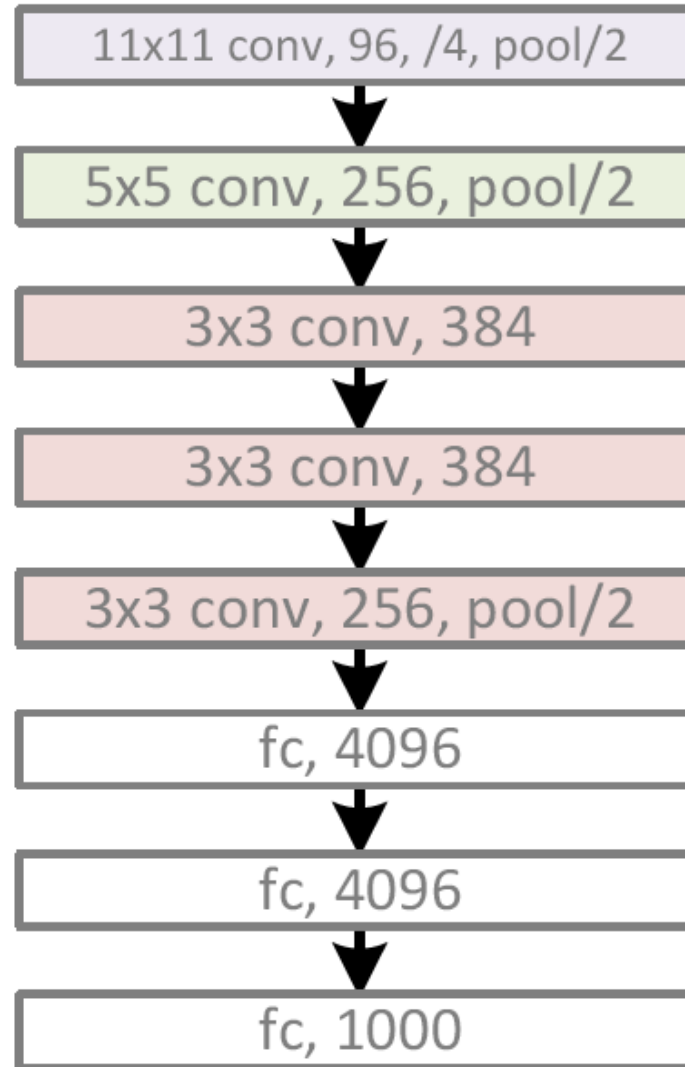 11x11 conv, 96, /4, pool/2
5x5 conv, 256, pool/2
3x3 conv, 384
3x3 conv, 384
3x3 conv, 256, pool/2
fc, 4096
fc, 4096
fc, 1000